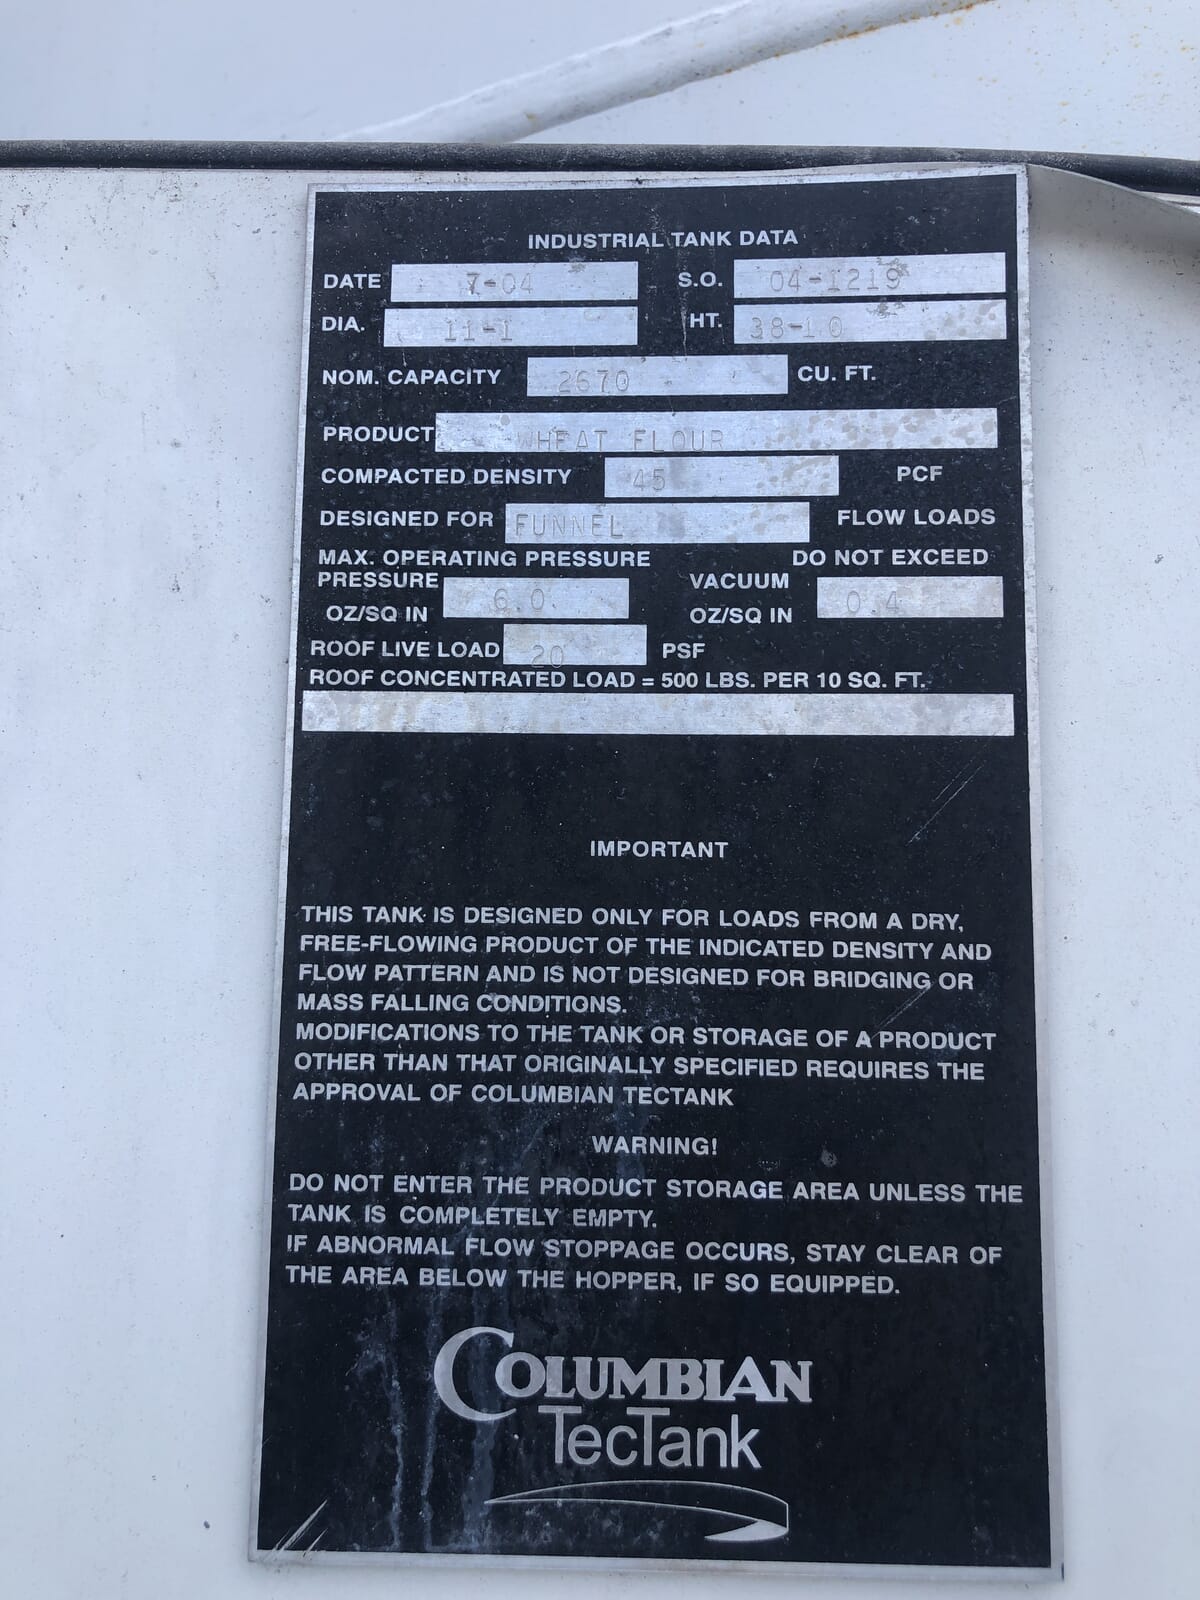 INDUSTRIAL TANK DATA
DATE 7-04 S.O. 04-1219
DIA. 11-1 HT. 38-10
NOM. CAPACITY 2670 CU. FT.
PRODUCT WHEAT FLOUR
COMPACTED DENSITY 45 PCF
DESIGNED FOR FUNNEL FLOW LOADS
MAX. OPERATING PRESSURE DO NOT EXCEED
PRESSURE 6.0 VACUUM 0.4
OZ/SQ IN OZ/SQ IN
ROOF LIVE LOAD 20 PSF
ROOF CONCENTRATED LOAD = 500 LBS. PER 10 SQ. FT.
IMPORTANT
THIS TANK IS DESIGNED ONLY FOR LOADS FROM A DRY,
FREE-FLOWING PRODUCT OF THE INDICATED DENSITY AND
FLOW PATTERN AND IS NOT DESIGNED FOR BRIDGING OR
MASS FALLING CONDITIONS.
MODIFICATIONS TO THE TANK OR STORAGE OF A PRODUCT
OTHER THAN THAT ORIGINALLY SPECIFIED REQUIRES THE
APPROVAL OF COLUMBIAN TECTANK
WARNING!
DO NOT ENTER THE PRODUCT STORAGE AREA UNLESS THE
TANK IS COMPLETELY EMPTY.
IF ABNORMAL FLOW STOPPAGE OCCURS, STAY CLEAR OF
THE AREA BELOW THE HOPPER, IF SO EQUIPPED.
COLUMBIAN
TecTank